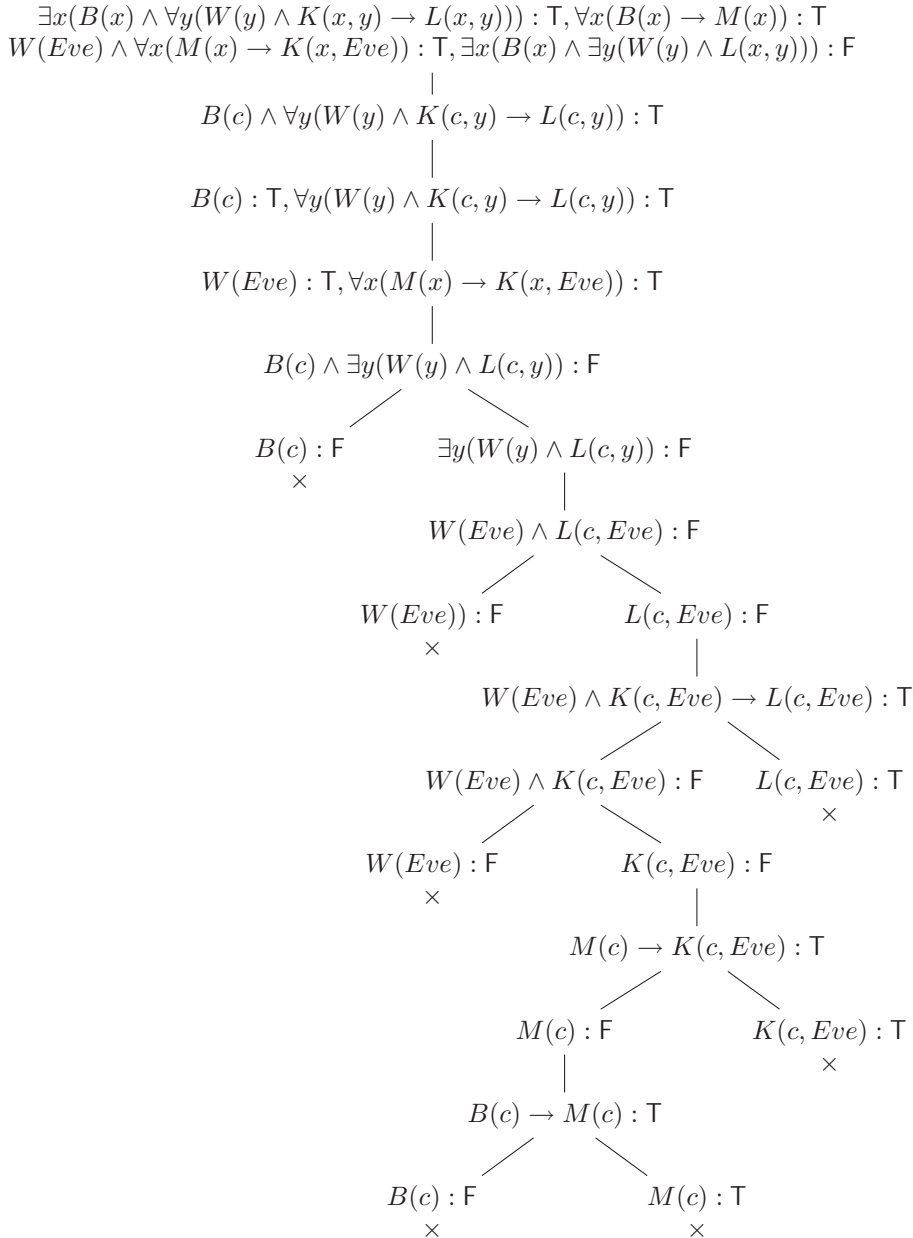 ∃x(B(x) ∧ ∀y(W(y) ∧ K(x, y) → L(x, y))) : T, ∀x(B(x) → M(x)) : T
W(Eve) ∧ ∀x(M(x) → K(x, Eve)) : T, ∃x(B(x) ∧ ∃y(W(y) ∧ L(x, y))) : F
B(c) ∧ ∀y(W(y) ∧ K(c, y) → L(c, y)) : T
B(c) : T, ∀y(W(y) ∧ K(c, y) → L(c, y)) : T
W(Eve) : T, ∀x(M(x) → K(x, Eve)) : T
B(c) ∧ ∃y(W(y) ∧ L(c, y)) : F
B(c) : F ∃y(W(y) ∧ L(c, y)) : F
×
W(Eve) ∧ L(c, Eve) : F
W(Eve)) : F L(c, Eve) : F
×
W(Eve) ∧ K(c, Eve) → L(c, Eve) : T
W(Eve) ∧ K(c, Eve) : F L(c, Eve) : T
×
W(Eve) : F K(c, Eve) : F
×
M(c) → K(c, Eve) : T
M(c) : F K(c, Eve) : T
×
B(c) → M(c) : T
B(c) : F M(c) : T
× ×